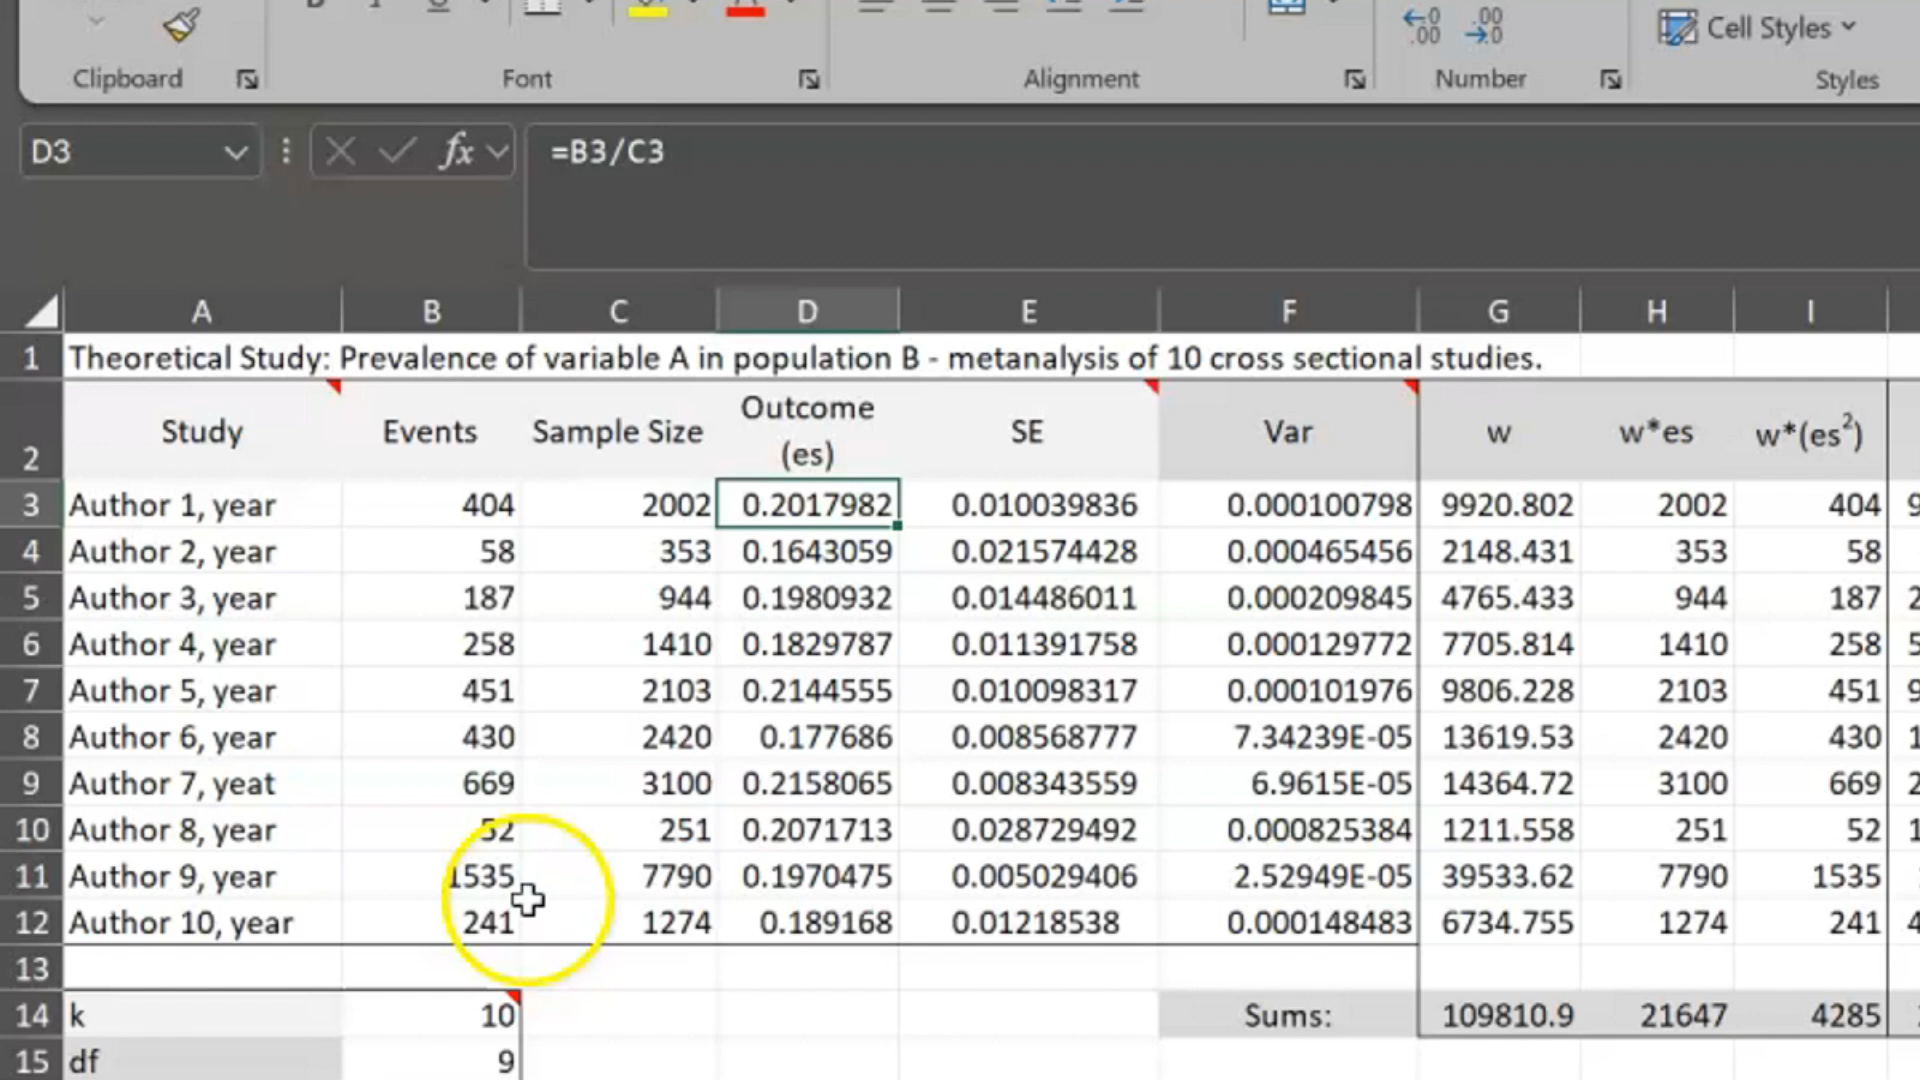 .00
.00
Cell Styles
Clipboard
Font
Alignment
Number
Styles
D3
fx
=B3/C3
A B C D E F G H I
1 Theoretical Study: Prevalence of variable A in population B - metanalysis of 10 cross sectional studies.
2 Study Events Sample Size Outcome (es) SE Var w w*es w*(es²)
3 Author 1, year 404 2002 0.2017982 0.010039836 0.000100798 9920.802 2002 404
4 Author 2, year 58 353 0.1643059 0.021574428 0.000465456 2148.431 353 58
5 Author 3, year 187 944 0.1980932 0.014486011 0.000209845 4765.433 944 187
6 Author 4, year 258 1410 0.1829787 0.011391758 0.000129772 7705.814 1410 258
7 Author 5, year 451 2103 0.2144555 0.010098317 0.000101976 9806.228 2103 451
8 Author 6, year 430 2420 0.177686 0.008568777 7.34239E-05 13619.53 2420 430
9 Author 7, yeat 669 3100 0.2158065 0.008343559 6.9615E-05 14364.72 3100 669
10 Author 8, year 52 251 0.2071713 0.028729492 0.000825384 1211.558 251 52
11 Author 9, year 1535 7790 0.1970475 0.005029406 2.52949E-05 39533.62 7790 1535
12 Author 10, year 241 1274 0.189168 0.01218538 0.000148483 6734.755 1274 241
13
14 k 10 Sums: 109810.9 21647 4285
15 df 9